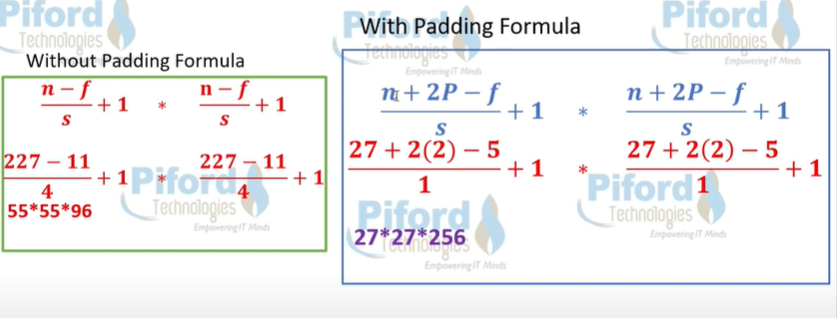 Piford
Technologies
Without Padding Formula
n − f
s
+ 1 * n − f
s
+ 1
227 − 11
4
+ 1 * 227 − 11
4
+ 1
55*55*96
Piford
Technologies
Empowering IT Minds
Piford
With Padding Formula
Technologies
Empowering IT Minds
n + 2P − f
s
+ 1 * n + 2P − f
s
+ 1
27 + 2(2) − 5
1
+ 1 * 27 + 2(2) − 5
1
+ 1
27*27*256
Piford
Technologies
Empowering IT Minds
Piford
Technologies
Empowering IT Minds
Piford
Technologies
Empowering IT Minds